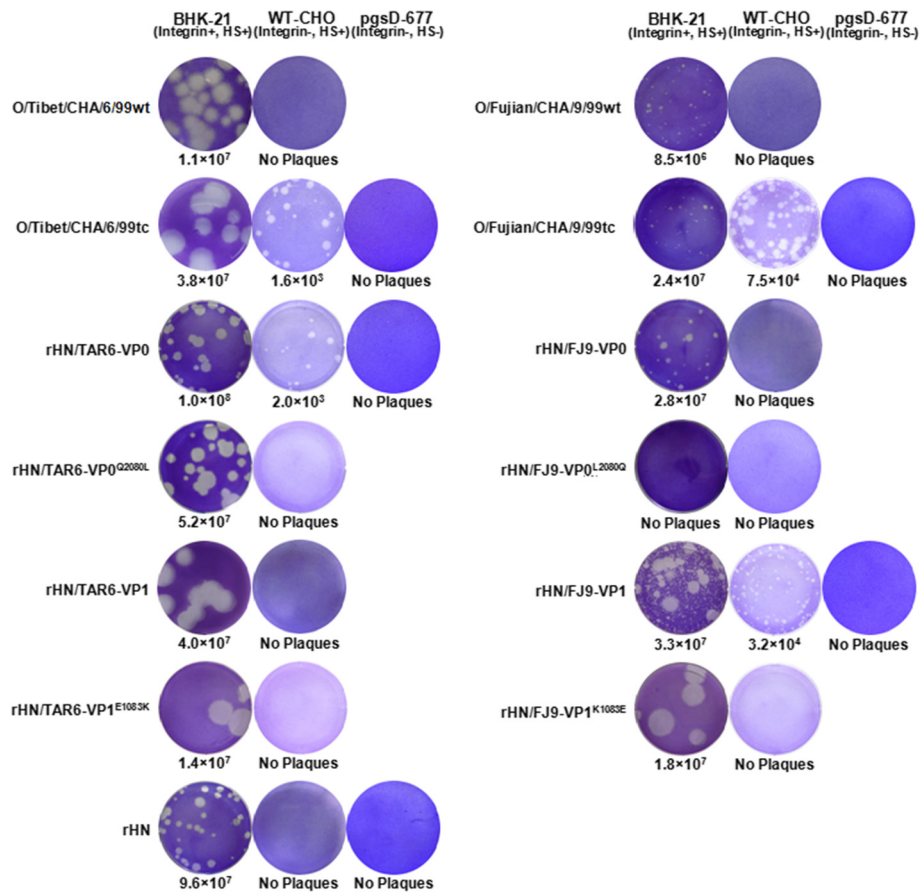 BHK-21 WT-CHO pgsD-677
(Integrin+, HS+) (Integrin-, HS+) (Integrin-, HS-)
O/Tibet/CHA/6/99wt
1.1×10⁷ No Plaques
O/Tibet/CHA/6/99tc
3.8×10⁷ 1.6×10³ No Plaques
rHN/TAR6-VP0
1.0×10⁸ 2.0×10³ No Plaques
rHN/TAR6-VP0Q2080L
5.2×10⁷ No Plaques
rHN/TAR6-VP1
4.0×10⁷ No Plaques
rHN/TAR6-VP1E1083K
1.4×10⁷ No Plaques
rHN
9.6×10⁷ No Plaques No Plaques
BHK-21 WT-CHO pgsD-677
(Integrin+, HS+) (Integrin-, HS+) (Integrin-, HS-)
O/Fujian/CHA/9/99wt
8.5×10⁶ No Plaques
O/Fujian/CHA/9/99tc
2.4×10⁷ 7.5×10⁴ No Plaques
rHN/FJ9-VP0
2.8×10⁷ No Plaques
rHN/FJ9-VP0L2080Q
No Plaques No Plaques
rHN/FJ9-VP1
3.3×10⁷ 3.2×10⁴ No Plaques
rHN/FJ9-VP1K1083E
1.8×10⁷ No Plaques